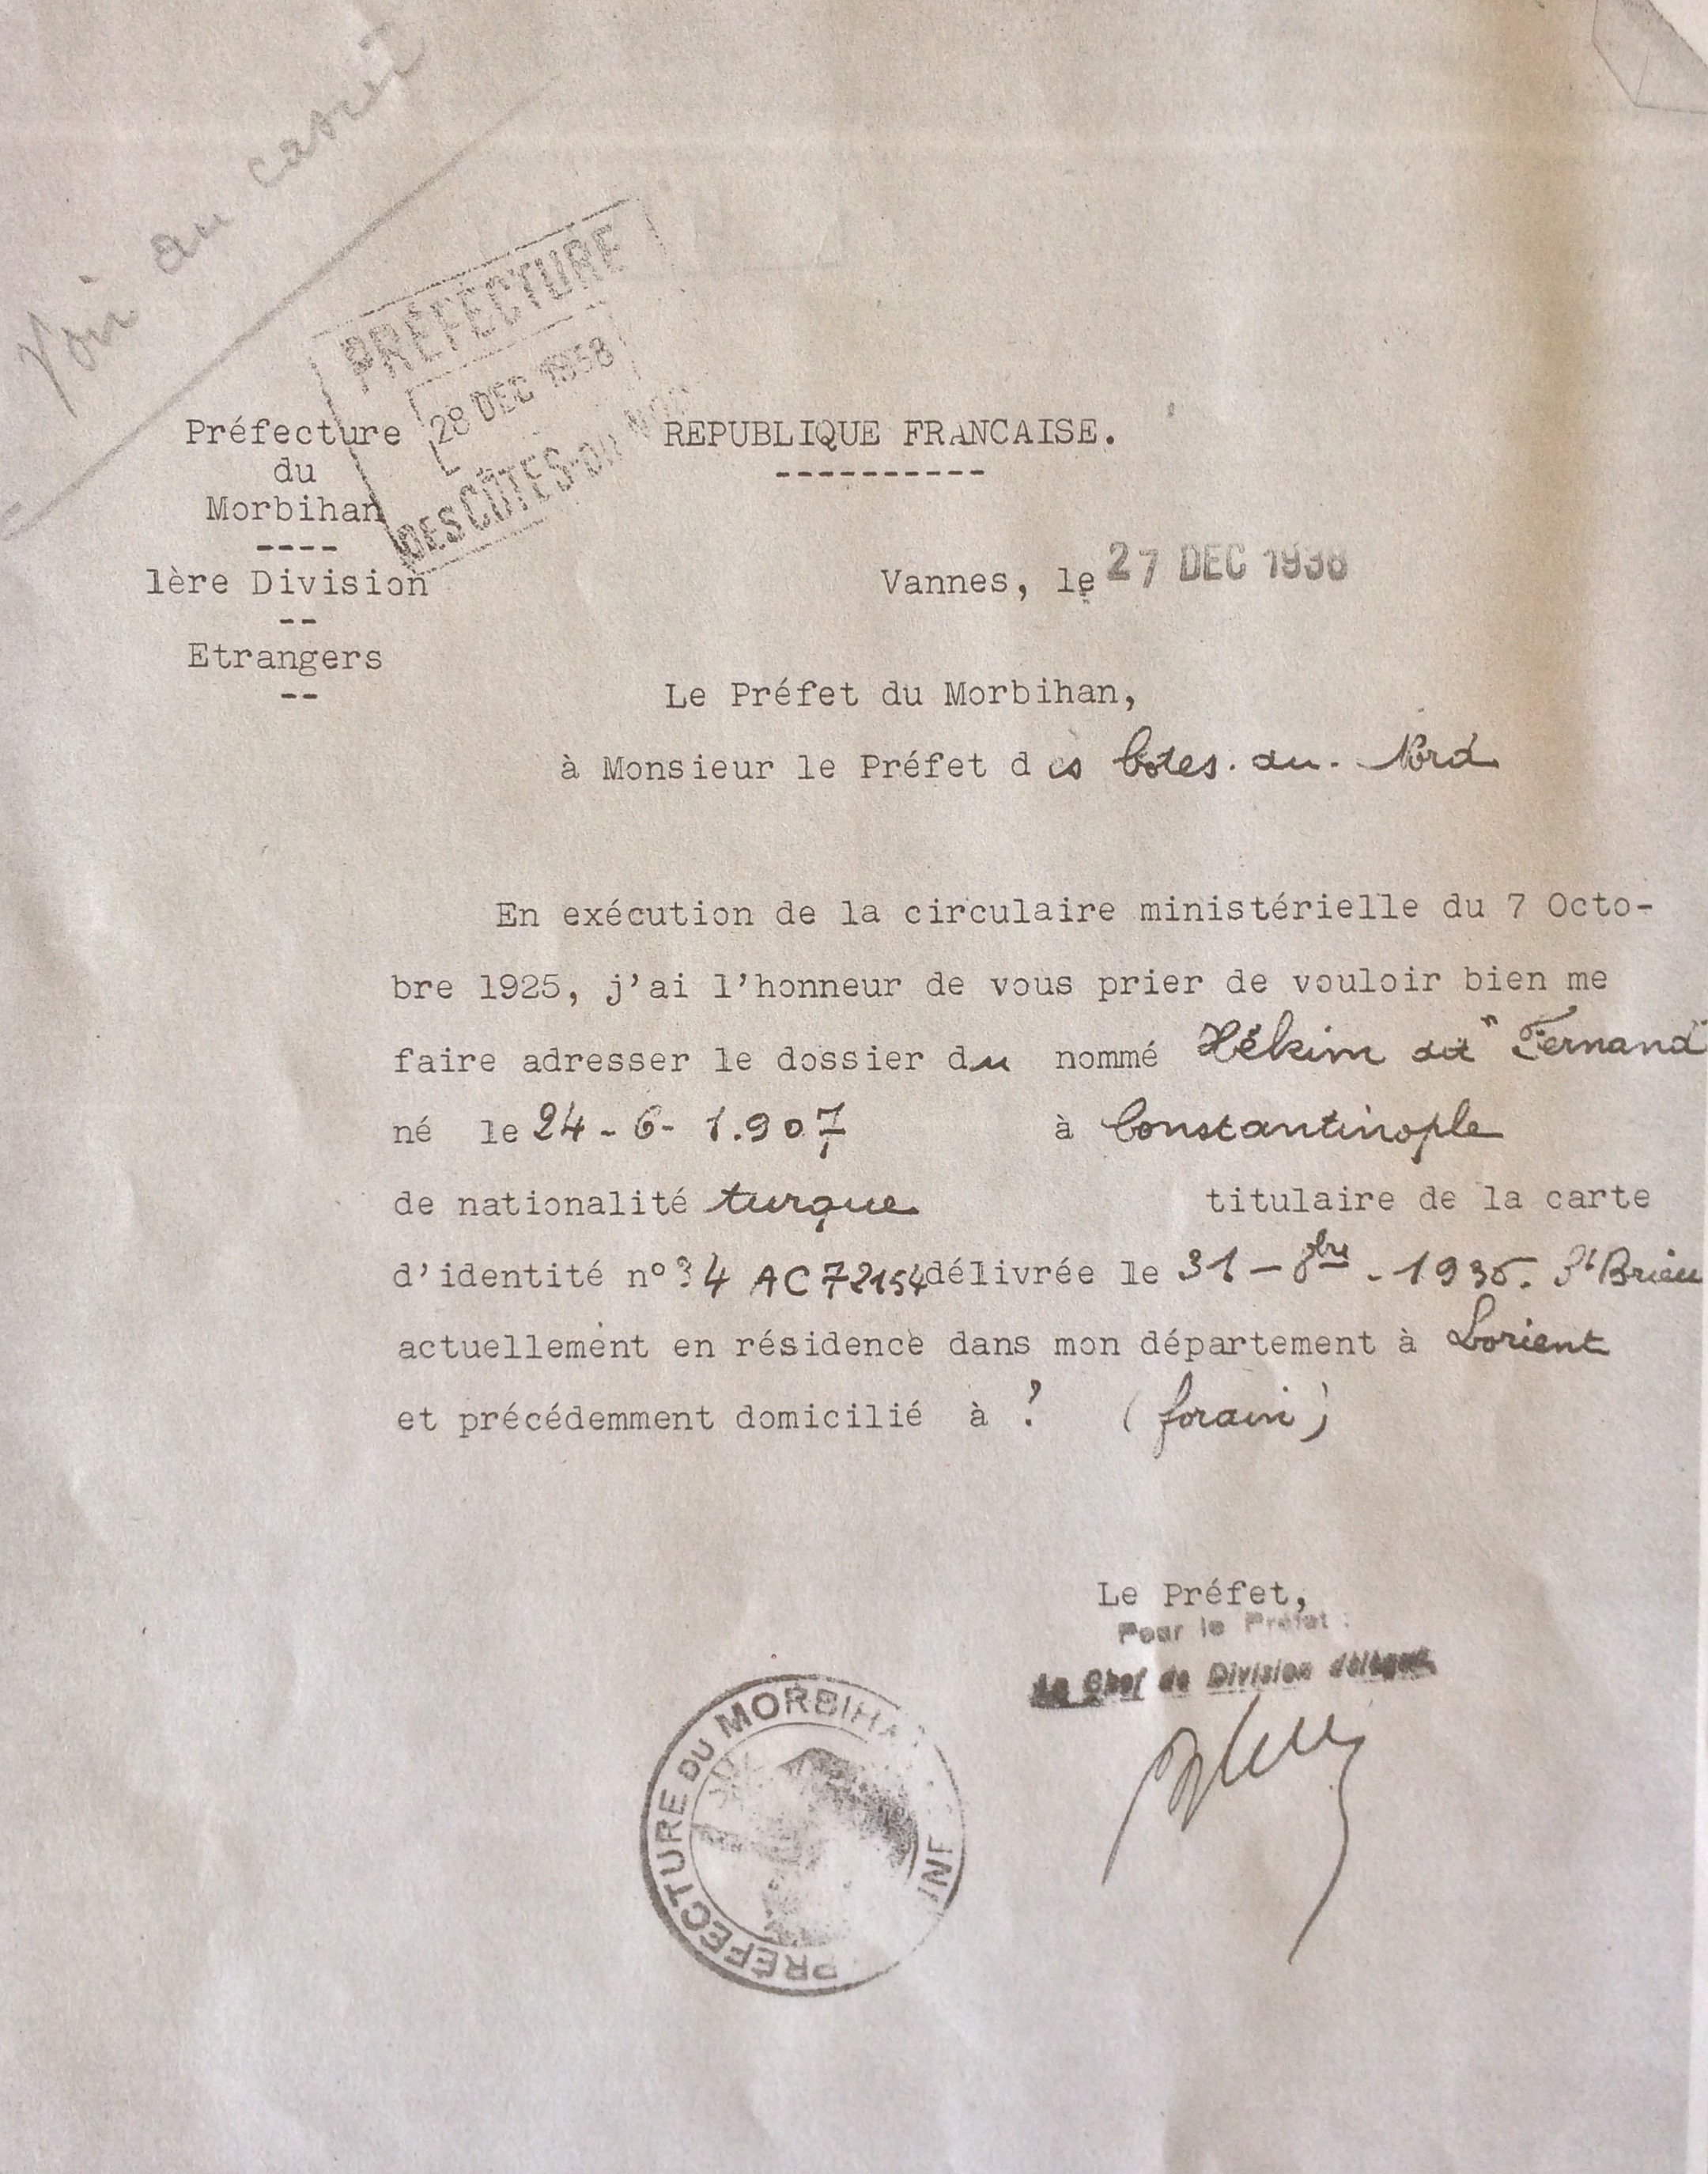 Voir au casier
PRÉFECTURE
28 DEC 1938
DES CÔTES-DU-NORD
Préfecture
du
Morbihan
----
1ère Division
--
Etrangers
--
REPUBLIQUE FRANCAISE.
----------
Vannes, le 27 DEC 1938
Le Préfet du Morbihan,
à Monsieur le Préfet des Côtes.du.Nord
En exécution de la circulaire ministérielle du 7 Octo-
bre 1925, j'ai l'honneur de vous prier de vouloir bien me
faire adresser le dossier du nommé Hékim dit "Fernand"
né le 24-6-1.907 à Constantinople
de nationalité turque titulaire de la carte
d'identité n° 34 AC 72154 délivrée le 31-8bre.1936. St Brieu
actuellement en résidence dans mon département à Lorient
et précédemment domicilié à ? (forain)
Le Préfet,
Pour le Préfet :
Le Chef de Division délégué,
PRÉFECTURE DU MORBIHAN